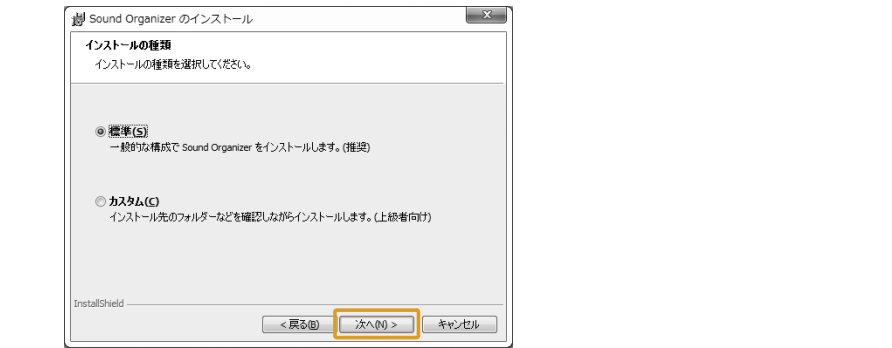 Sound Organizer のインストール
インストールの種類
インストールの種類を選択してください。
標準(S)
一般的な構成で Sound Organizer をインストールします。(推奨)
カスタム(C)
インストール先のフォルダーなどを確認しながらインストールします。(上級者向け)
InstallShield
< 戻る(B) 次へ(N) > キャンセル